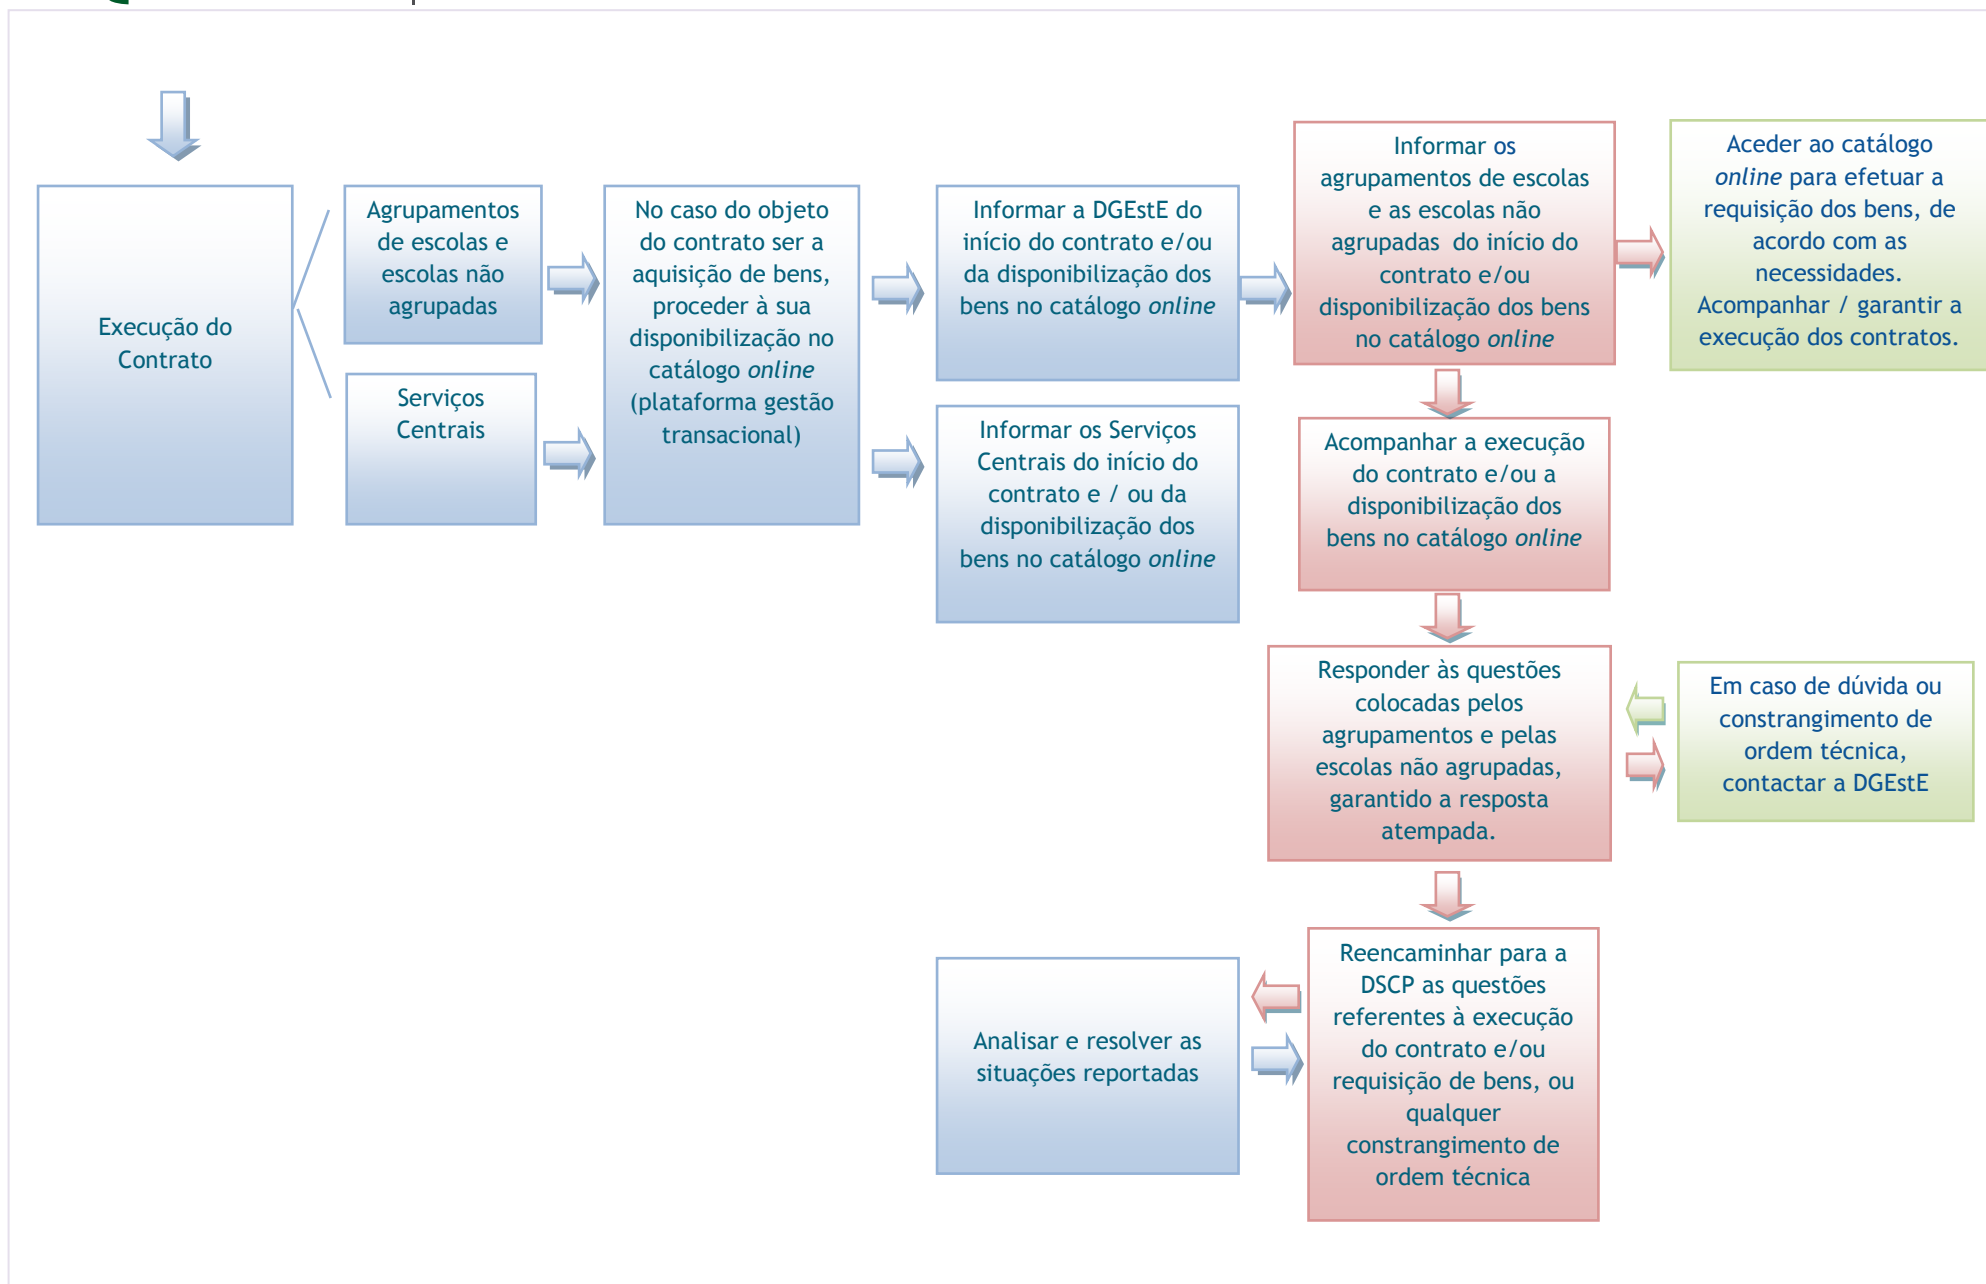 Execução do
Contrato
Agrupamentos
de escolas e
escolas não
agrupadas
Serviços
Centrais
No caso do objeto
do contrato ser a
aquisição de bens,
proceder à sua
disponibilização no
catálogo online
(plataforma gestão
transacional)
Informar a DGEstE do
início do contrato e/ou
da disponibilização dos
bens no catálogo online
Informar os Serviços
Centrais do início do
contrato e / ou da
disponibilização dos
bens no catálogo online
Informar os
agrupamentos de escolas
e as escolas não
agrupadas do início do
contrato e/ou
disponibilização dos bens
no catálogo online
Aceder ao catálogo
online para efetuar a
requisição dos bens, de
acordo com as
necessidades.
Acompanhar / garantir a
execução dos contratos.
Acompanhar a execução
do contrato e/ou a
disponibilização dos
bens no catálogo online
Responder às questões
colocadas pelos
agrupamentos e pelas
escolas não agrupadas,
garantido a resposta
atempada.
Em caso de dúvida ou
constrangimento de
ordem técnica,
contactar a DGEstE
Reencaminhar para a
DSCP as questões
referentes à execução
do contrato e/ou
requisição de bens, ou
qualquer
constrangimento de
ordem técnica
Analisar e resolver as
situações reportadas